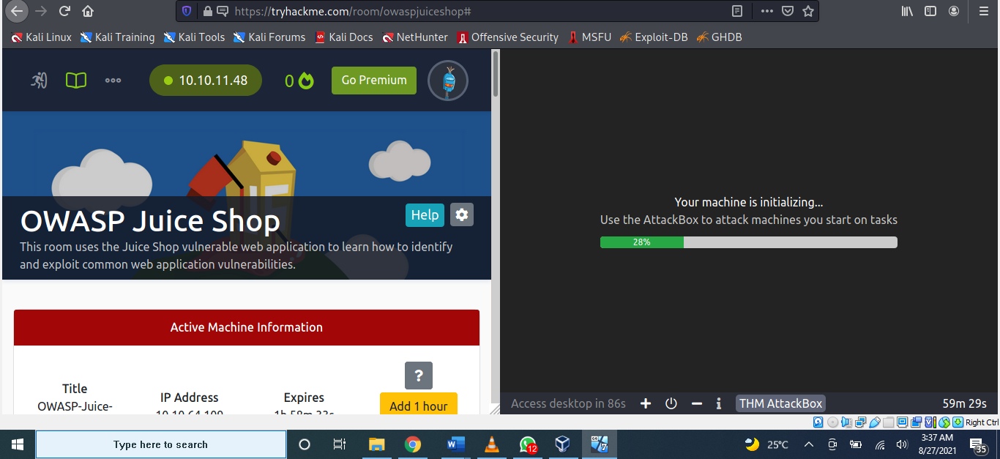 https://tryhackme.com/room/owaspjuiceshop#
Kali Linux Kali Training Kali Tools Kali Forums Kali Docs NetHunter Offensive Security MSFU Exploit-DB GHDB
10.10.11.48 0 Go Premium
OWASP Juice Shop
Help
This room uses the Juice Shop vulnerable web application to learn how to identify
and exploit common web application vulnerabilities.
Active Machine Information
?
Title
OWASP-Juice-
IP Address
10.10.64.109
Expires
1h 58m 33s
Add 1 hour
Your machine is initializing...
Use the AttackBox to attack machines you start on tasks
28%
Access desktop in 86s
THM AttackBox
59m 29s
Right Ctrl
Type here to search
12
25°C
3:37 AM
8/27/2021
35